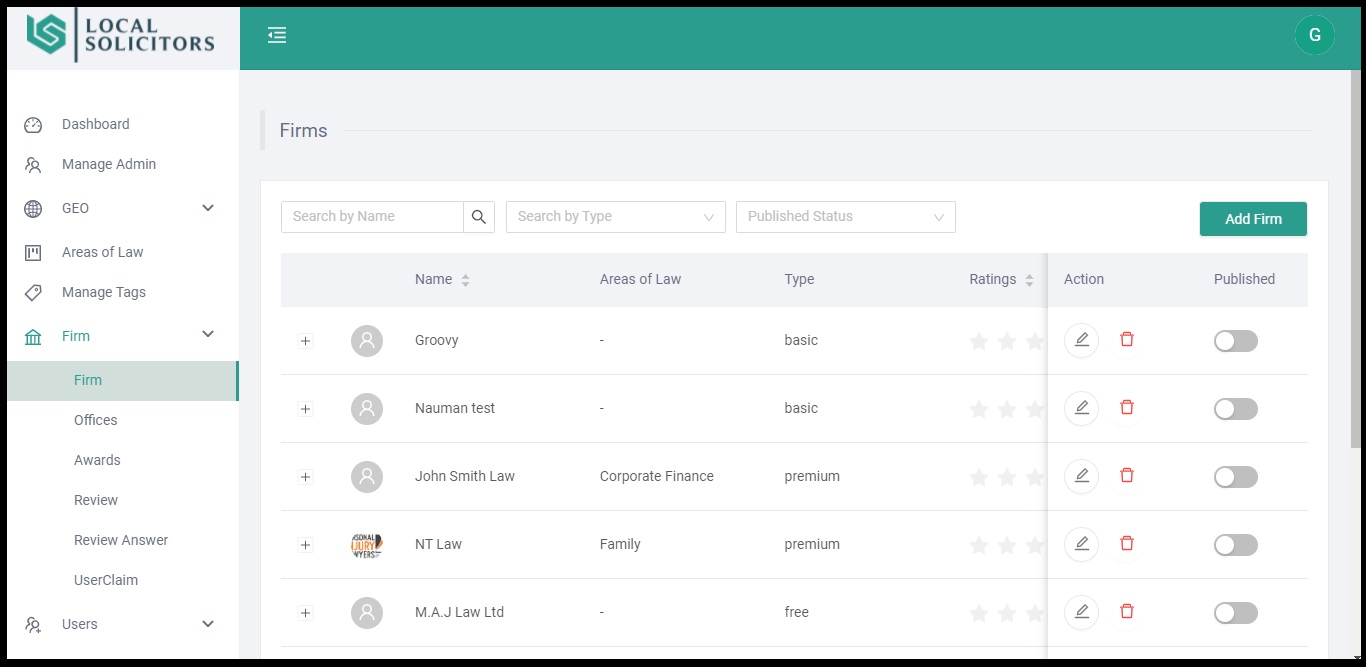 LOCAL
SOLICITORS
G
Dashboard
Manage Admin
GEO
Areas of Law
Manage Tags
Firm
Firm
Offices
Awards
Review
Review Answer
UserClaim
Users
Firms
Search by Name
Search by Type
Published Status
Add Firm
Name Areas of Law Type Ratings Action Published
Groovy - basic
Nauman test - basic
John Smith Law Corporate Finance premium
NT Law Family premium
M.A.J Law Ltd - free